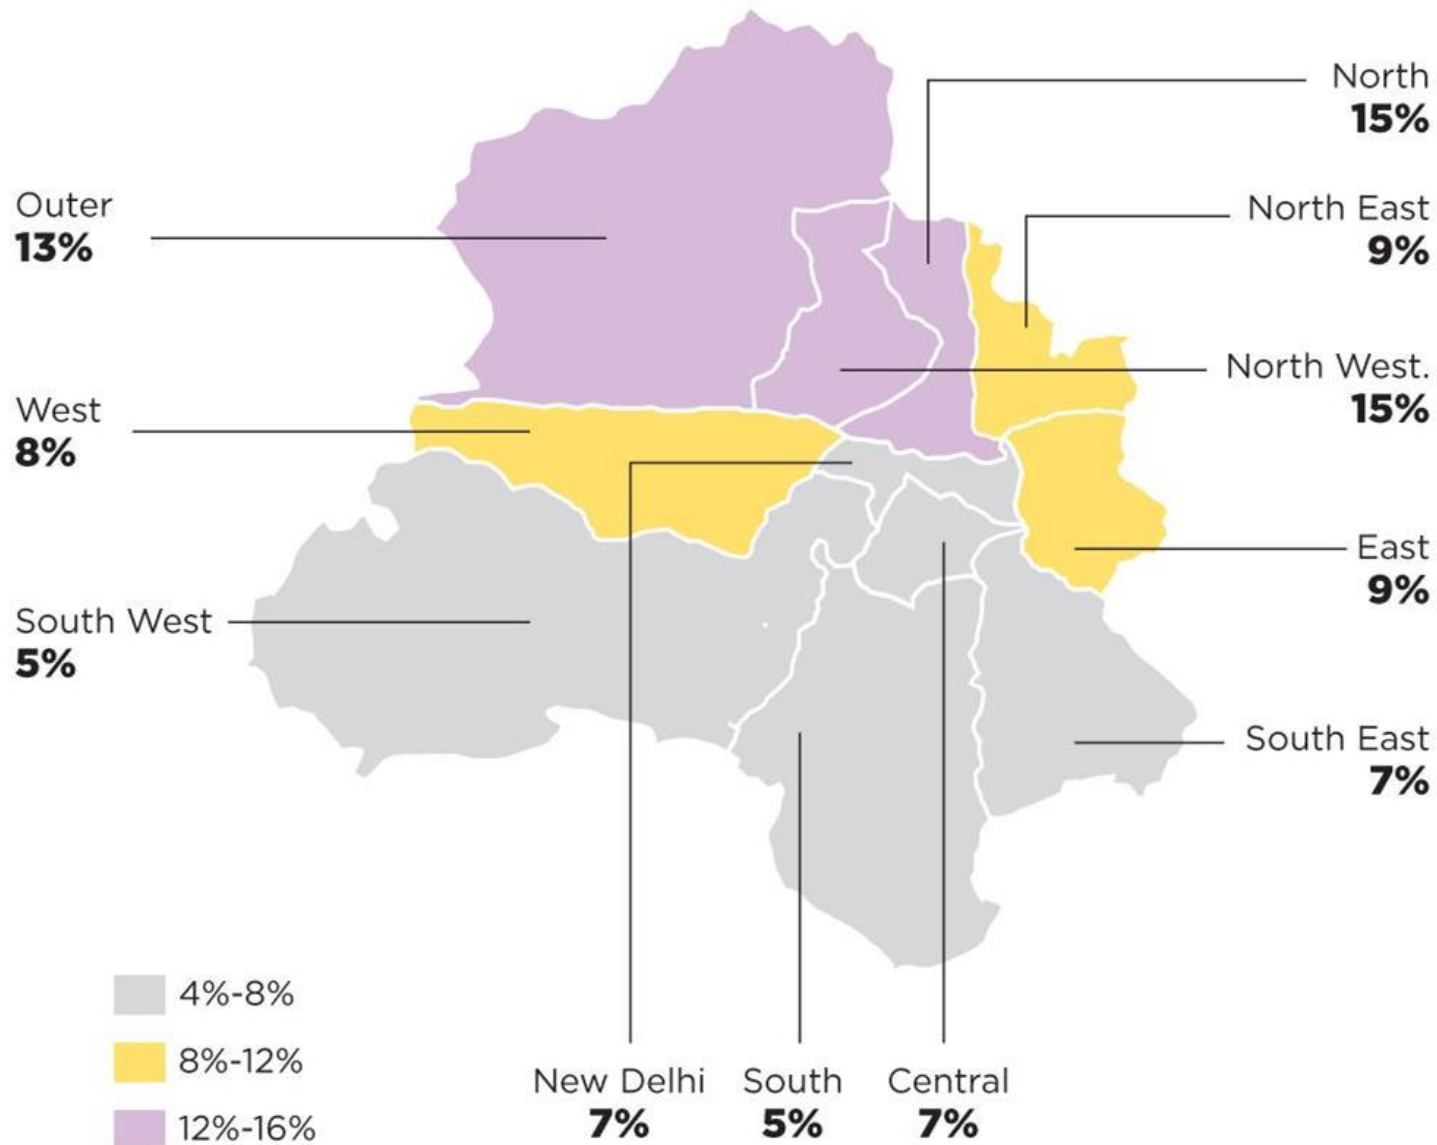 North
15%
Outer
13%
North East
9%
North West.
15%
West
8%
East
9%
South West
5%
South East
7%
4%-8%
8%-12%
12%-16%
New Delhi
7%
South
5%
Central
7%